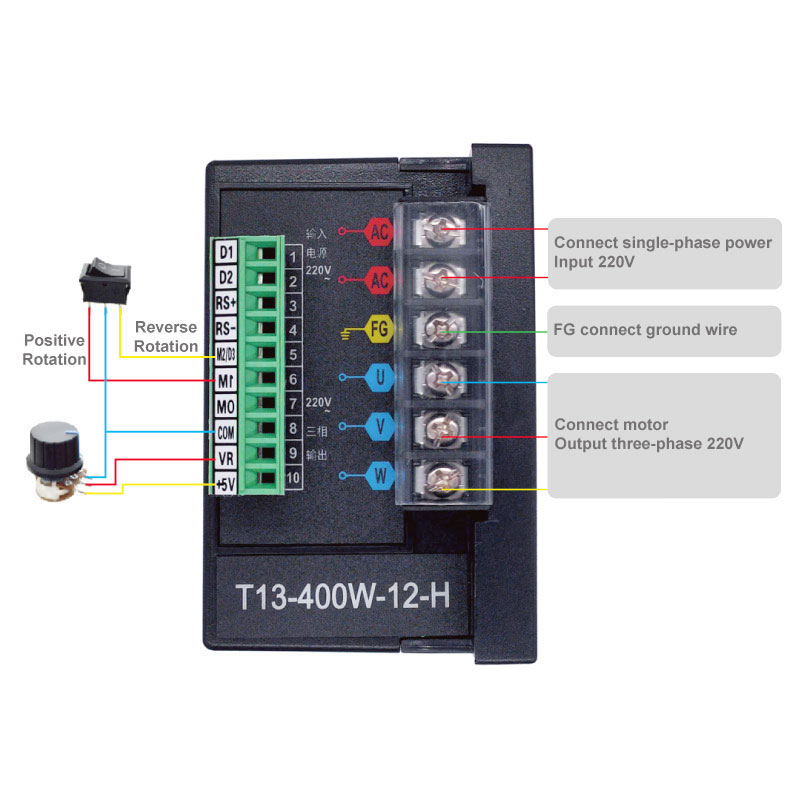 输入
AC
电源
220V~
AC
FG
U
220V~
V
三相
输出
W
D1
1
D2
2
RS+
3
RS-
4
M2/D3
5
M1
6
MO
7
COM
8
VR
9
+5V
10
Positive
Rotation
Reverse
Rotation
Connect single-phase power
Input 220V
FG connect ground wire
Connect motor
Output three-phase 220V
T13-400W-12-H